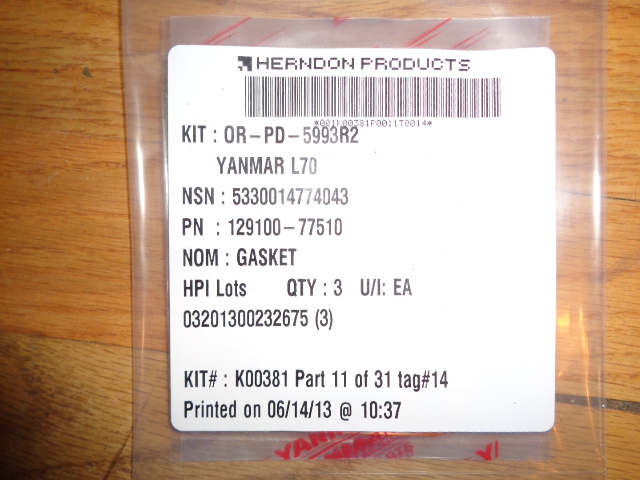 HERNDON PRODUCTS
*001K00381P0011T0014*
KIT : OR-PD-5993R2
YANMAR L70
NSN : 5330014774043
PN : 129100-77510
NOM : GASKET
HPI Lots QTY : 3 U/I: EA
03201300232675 (3)
KIT# : K00381 Part 11 of 31 tag#14
Printed on 06/14/13 @ 10:37